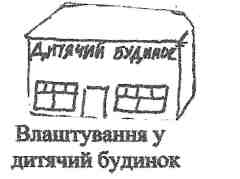 ДИТЯЧИЙ БУДИНОК
Влаштування у
дитячий будинок